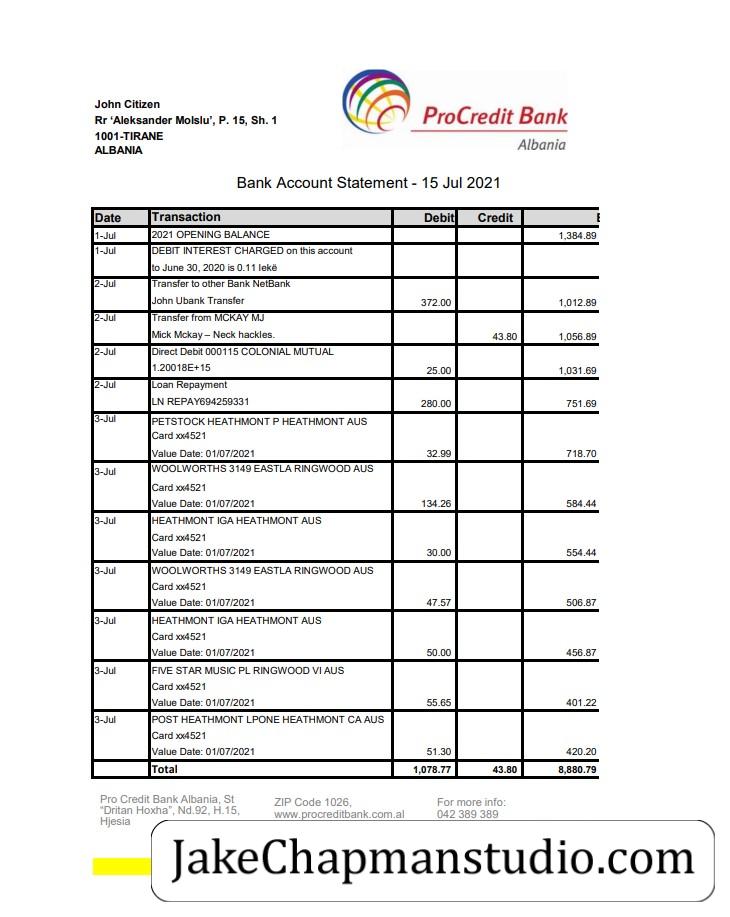 John Citizen
Rr ‘Aleksander Molslu’, P. 15, Sh. 1
1001-TIRANE
ALBANIA
ProCredit Bank
Albania
Bank Account Statement - 15 Jul 2021
Date Transaction Debit Credit
1-Jul 2021 OPENING BALANCE 1,384.89
1-Jul DEBIT INTEREST CHARGED on this account
to June 30, 2020 is 0.11 lekë
2-Jul Transfer to other Bank NetBank
John Ubank Transfer 372.00 1,012.89
2-Jul Transfer from MCKAY MJ
Mick Mckay – Neck hackles. 43.80 1,056.89
2-Jul Direct Debit 000115 COLONIAL MUTUAL
1.20018E+15 25.00 1,031.69
2-Jul Loan Repayment
LN REPAY694259331 280.00 751.69
3-Jul PETSTOCK HEATHMONT P HEATHMONT AUS
Card xx4521
Value Date: 01/07/2021 32.99 718.70
3-Jul WOOLWORTHS 3149 EASTLA RINGWOOD AUS
Card xx4521
Value Date: 01/07/2021 134.26 584.44
3-Jul HEATHMONT IGA HEATHMONT AUS
Card xx4521
Value Date: 01/07/2021 30.00 554.44
3-Jul WOOLWORTHS 3149 EASTLA RINGWOOD AUS
Card xx4521
Value Date: 01/07/2021 47.57 506.87
3-Jul HEATHMONT IGA HEATHMONT AUS
Card xx4521
Value Date: 01/07/2021 50.00 456.87
3-Jul FIVE STAR MUSIC PL RINGWOOD VI AUS
Card xx4521
Value Date: 01/07/2021 55.65 401.22
3-Jul POST HEATHMONT LPONE HEATHMONT CA AUS
Card xx4521
Value Date: 01/07/2021 51.30 420.20
Total 1,078.77 43.80 8,880.79
Pro Credit Bank Albania, St
“Dritan Hoxha”, Nd.92, H.15,
Hjesia
ZIP Code 1026,
www.procreditbank.com.al
For more info:
042 389 389
JakeChapmanstudio.com